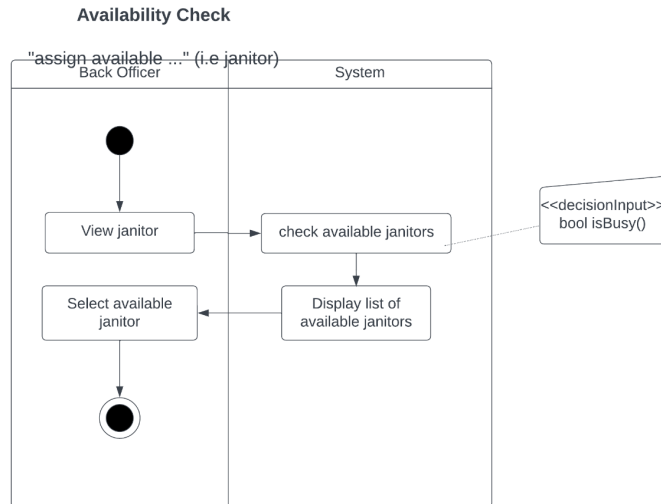 Availability Check
"assign available ..." (i.e janitor)
Back Officer
System
View janitor
check available janitors
<<decisionInput>>
bool isBusy()
Select available
janitor
Display list of
available janitors